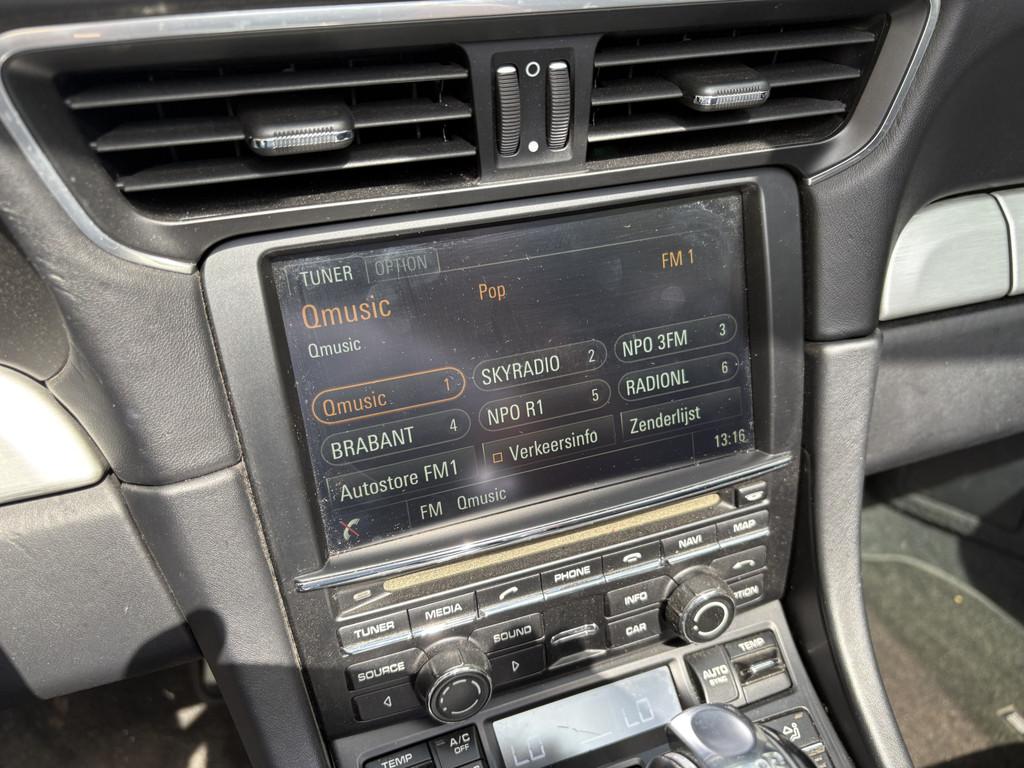 TUNER OPTION
Qmusic Pop FM 1
Qmusic
Qmusic 1 SKYRADIO 2 NPO 3FM 3
BRABANT 4 NPO R1 5 RADIONL 6
Autostore FM1 Verkeersinfo Zenderlijst
FM Qmusic 13:16
TUNER MEDIA PHONE NAVI MAP
SOURCE SOUND INFO
CAR
AUTO
SYNC
TEMP
LO LO
TEMP A/C
OFF